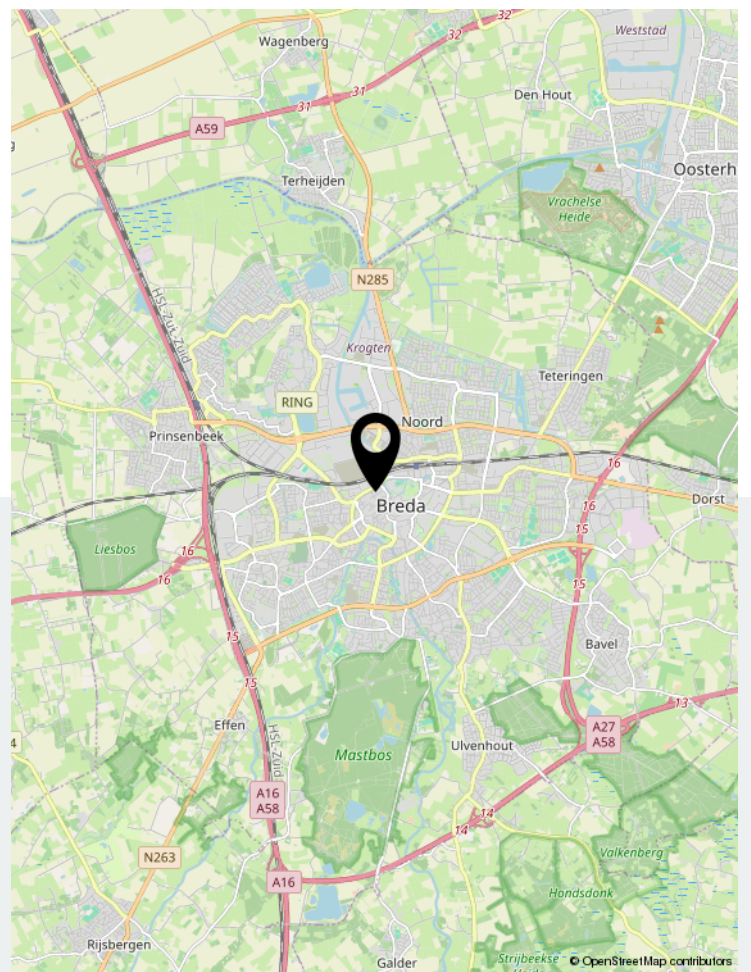 32
Weststad
Wagenberg
32
31
Den Hout
31
A59
g
Oosterh
Terheijden
Vrachelse
Heide
N285
HSL-Zuid
Krogten
Teteringen
RING
Noord
Prinsenbeek
16
Dorst
Breda
16
15
Liesbos
16
16
15
15
15
Bavel
13
Effen
A27
A58
4
HSL-Zuid
Ulvenhout
Mastbos
A16
A58
14
14
N263
Valkenberg
A16
Hondsdonk
Rijsbergen
Galder
Strijbeekse
© OpenStreetMap contributors